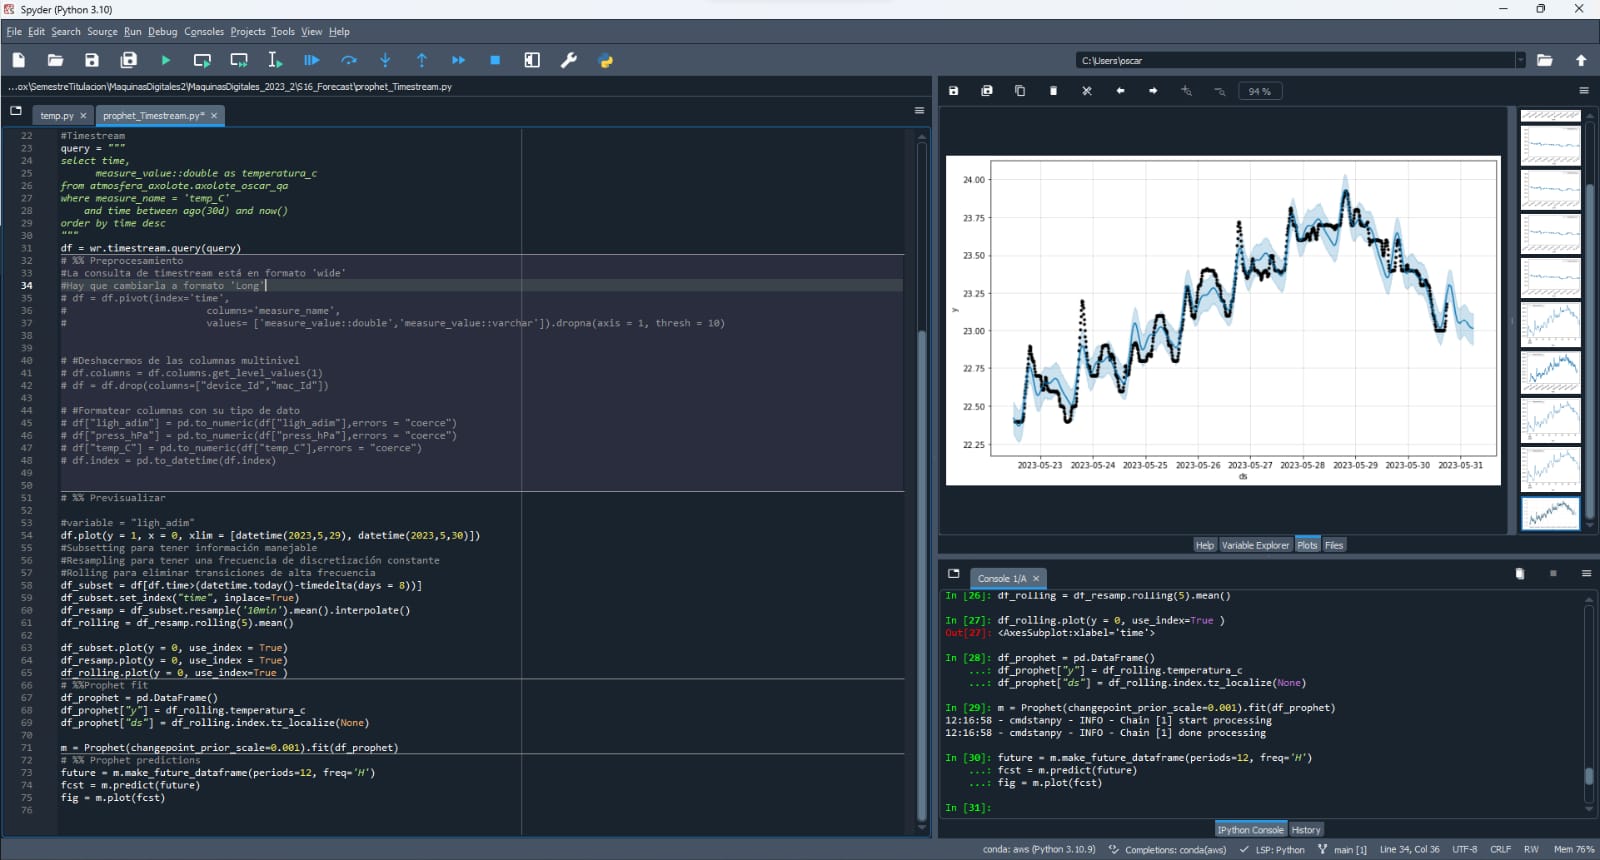 Spyder (Python 3.10)
File Edit Search Source Run Debug Consoles Projects Tools View Help
C:\Users\oscar
...ox\SemestreTitulacion\MaquinasDigitales2\MaquinasDigitales_2023_2\S16_Forecast\prophet_Timestream.py
temp.py
prophet_Timestream.py*
22 #Timestream
23 query = """
24 select time,
25 measure_value::double as temperatura_c
26 from atmosfera_axolote.axolote_oscar_qa
27 where measure_name = 'temp_C'
28 and time between ago(30d) and now()
29 order by time desc
30 """
31 df = wr.timestream.query(query)
32 # %% Preprocesamiento
33 #La consulta de timestream está en formato 'wide'
34 #Hay que cambiarla a formato 'Long'
35 # df = df.pivot(index='time',
36 # columns='measure_name',
37 # values= ['measure_value::double','measure_value::varchar']).dropna(axis = 1, thresh = 10)
38
39
40 # #Deshacermos de las columnas multinivel
41 # df.columns = df.columns.get_level_values(1)
42 # df = df.drop(columns=["device_Id","mac_Id"])
43
44 # #Formatear columnas con su tipo de dato
45 # df["ligh_adim"] = pd.to_numeric(df["ligh_adim"],errors = "coerce")
46 # df["press_hPa"] = pd.to_numeric(df["press_hPa"],errors = "coerce")
47 # df["temp_C"] = pd.to_numeric(df["temp_C"],errors = "coerce")
48 # df.index = pd.to_datetime(df.index)
49
50
51 # %% Previsualizar
52
53 #variable = "ligh_adim"
54 df.plot(y = 1, x = 0, xlim = [datetime(2023,5,29), datetime(2023,5,30)])
55 #Subsetting para tener información manejable
56 #Resampling para tener una frecuencia de discretización constante
57 #Rolling para eliminar transiciones de alta frecuencia
58 df_subset = df[df.time>(datetime.today()-timedelta(days = 8))]
59 df_subset.set_index("time", inplace=True)
60 df_resamp = df_subset.resample('10min').mean().interpolate()
61 df_rolling = df_resamp.rolling(5).mean()
62
63 df_subset.plot(y = 0, use_index = True)
64 df_resamp.plot(y = 0, use_index = True)
65 df_rolling.plot(y = 0, use_index=True )
66 # %%Prophet fit
67 df_prophet = pd.DataFrame()
68 df_prophet["y"] = df_rolling.temperatura_c
69 df_prophet["ds"] = df_rolling.index.tz_localize(None)
70
71 m = Prophet(changepoint_prior_scale=0.001).fit(df_prophet)
72 # %% Prophet predictions
73 future = m.make_future_dataframe(periods=12, freq='H')
74 fcst = m.predict(future)
75 fig = m.plot(fcst)
76
94 %
24.00
23.75
23.50
23.25
23.00
22.75
22.50
22.25
y
2023-05-23 2023-05-24 2023-05-25 2023-05-26 2023-05-27 2023-05-28 2023-05-29 2023-05-30 2023-05-31
ds
Help Variable Explorer Plots Files
Console 1/A
In [26]: df_rolling = df_resamp.rolling(5).mean()
In [27]: df_rolling.plot(y = 0, use_index=True )
Out[27]: <AxesSubplot:xlabel='time'>
In [28]: df_prophet = pd.DataFrame()
...: df_prophet["y"] = df_rolling.temperatura_c
...: df_prophet["ds"] = df_rolling.index.tz_localize(None)
In [29]: m = Prophet(changepoint_prior_scale=0.001).fit(df_prophet)
12:16:58 - cmdstanpy - INFO - Chain [1] start processing
12:16:58 - cmdstanpy - INFO - Chain [1] done processing
In [30]: future = m.make_future_dataframe(periods=12, freq='H')
...: fcst = m.predict(future)
...: fig = m.plot(fcst)
In [31]:
IPython Console History
conda: aws (Python 3.10.9) Completions: conda(aws) LSP: Python main [1] Line 34, Col 36 UTF-8 CRLF RW Mem 76%